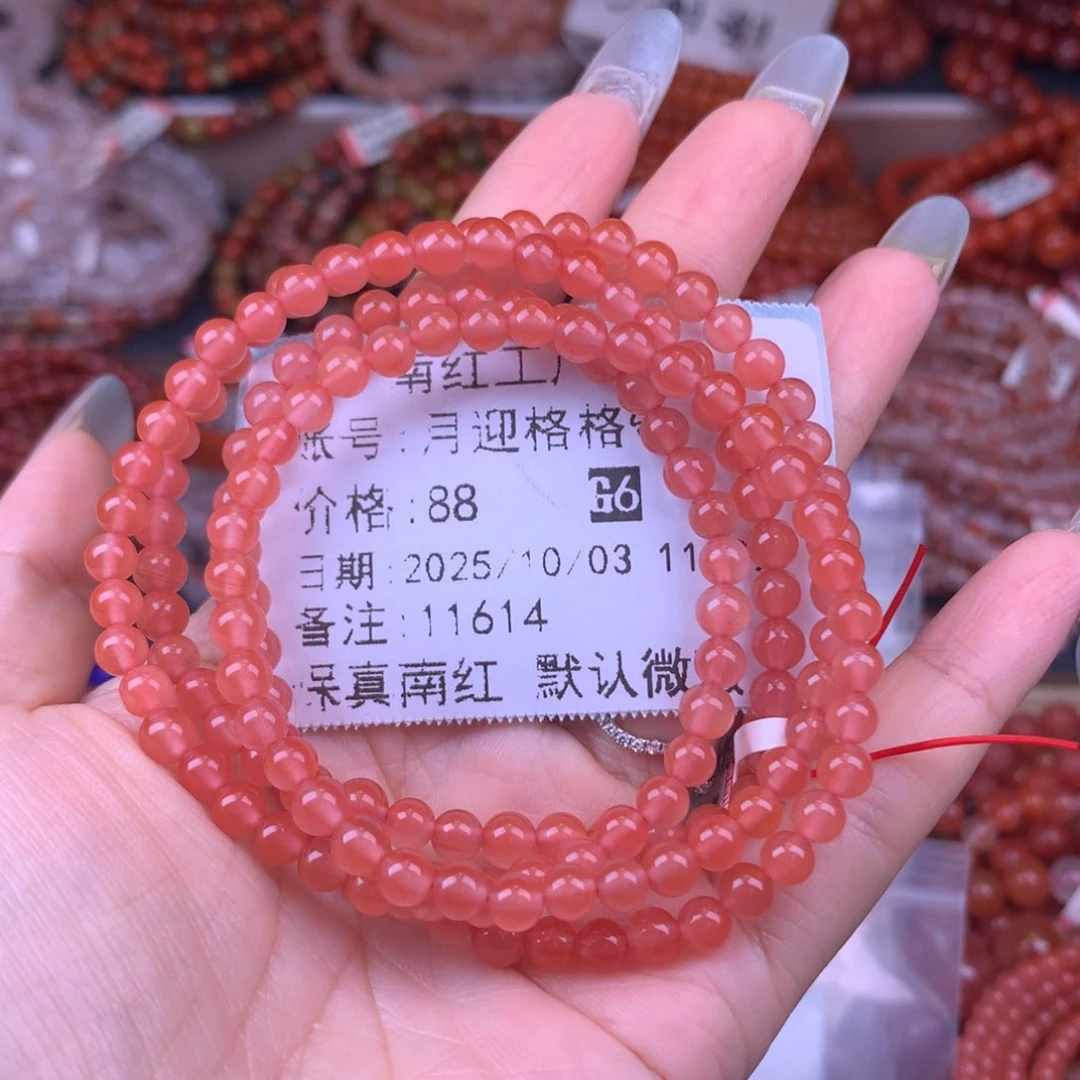 南红工厂
账号:月迎格格
价格:88 G6
日期:2025/10/03 11
备注:11614
保真南红 默认微